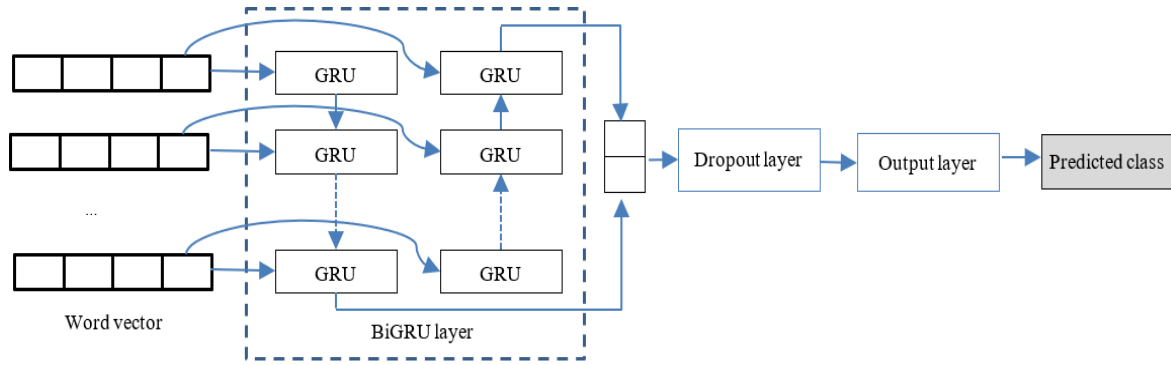 GRU GRU
GRU GRU
Dropout layer Output layer Predicted class
...
GRU GRU
Word vector
BiGRU layer